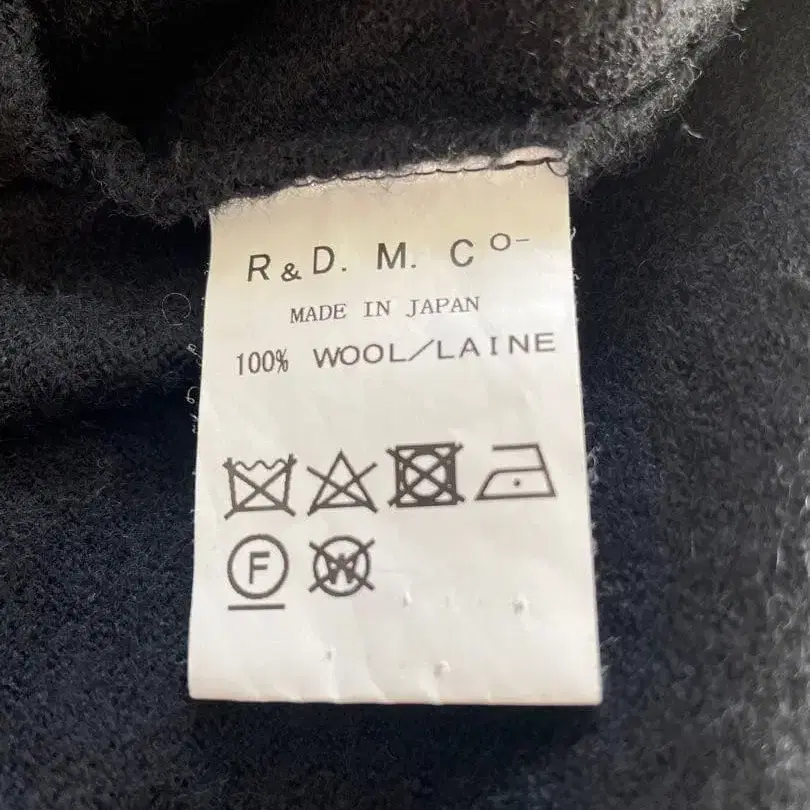 R & D. M. Co-
MADE IN JAPAN
100% WOOL/LAINE
F W